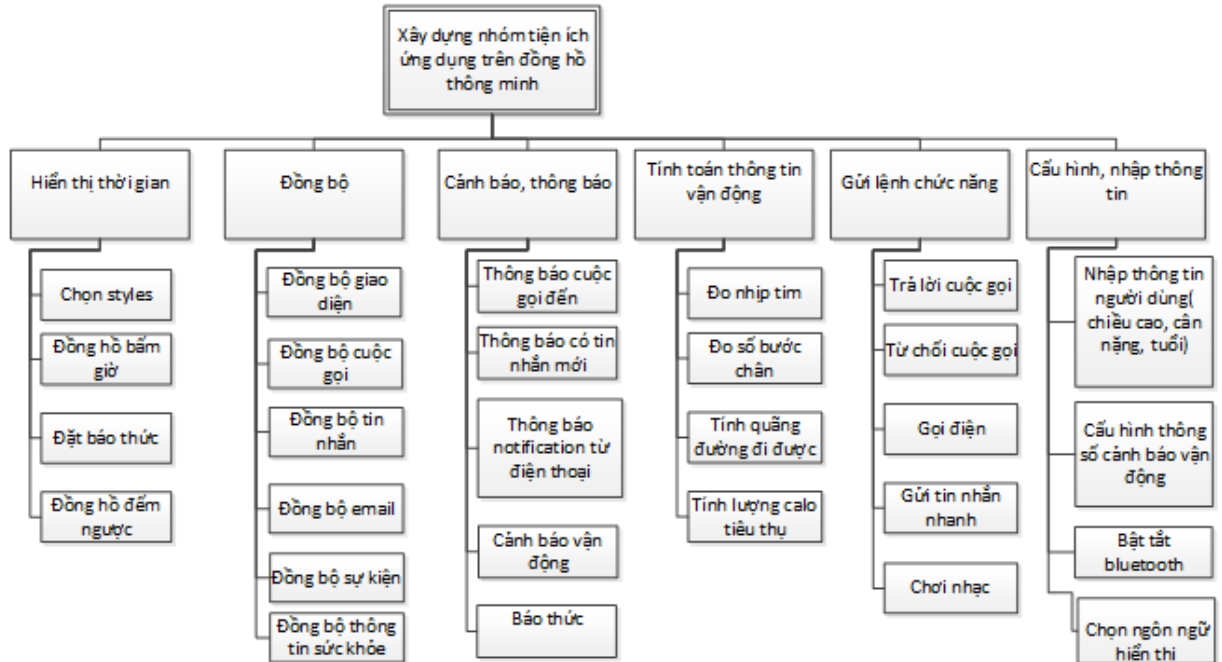 Xây dựng nhóm tiện ích
ứng dụng trên đồng hồ
thông minh
Hiển thị thời gian
Đồng bộ
Cảnh báo, thông báo
Tính toán thông tin
vận động
Gửi lệnh chức năng
Cấu hình, nhập thông
tin
Chọn styles
Đồng hồ bấm
giờ
Đặt báo thức
Đồng hồ đếm
ngược
Đồng bộ giao
diện
Đồng bộ cuộc
gọi
Đồng bộ tin
nhắn
Đồng bộ email
Đồng bộ sự kiện
Đồng bộ thông
tin sức khỏe
Thông báo cuộc
gọi đến
Thông báo có tin
nhắn mới
Thông báo
notification từ
điện thoại
Cảnh báo vận
động
Báo thức
Đo nhịp tim
Đo số bước
chân
Tính quãng
đường đi được
Tính lượng calo
tiêu thụ
Trả lời cuộc gọi
Từ chối cuộc gọi
Gọi điện
Gửi tin nhắn
nhanh
Chơi nhạc
Nhập thông tin
người dùng(
chiều cao, cân
nặng, tuổi)
Cấu hình thông
số cảnh báo vận
động
Bật tắt
bluetooth
Chọn ngôn ngữ
hiển thị